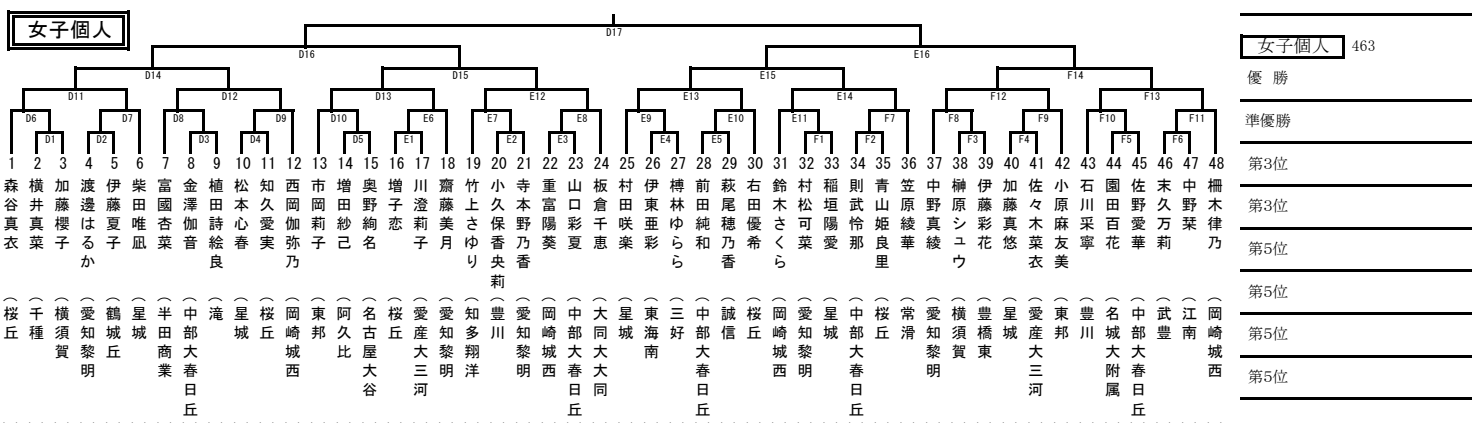 女子個人
D17
D16
E16
D14
D15
E15
F14
D11
D12
D13
E12
E13
E14
F12
F13
D6
D7
D8
D9
D10
E6
E7
E8
E9
E10
E11
F7
F8
F9
F10
F11
D1
D2
D3
D4
D5
E1
E2
E3
E4
E5
F1
F2
F3
F4
F5
F6
1 森谷真衣 (桜丘
2 横井真菜 (千種
3 加藤櫻子 (横須賀
4 渡邊はるか (愛知黎明
5 伊藤夏子 (鶴城丘
6 柴田唯凪 (星城
7 富國杏菜 (半田商業
8 金澤伽音 (中部大春日丘
9 植田詩絵良 (滝
10 松本心春 (星城
11 知久愛実 (桜丘
12 西岡伽弥乃 (岡崎城西
13 市岡莉子 (東邦
14 増田紗己 (阿久比
15 奥野絢名 (名古屋大谷
16 増子恋 (桜丘
17 川澄莉子 (愛産大三河
18 齋藤美月 (愛知黎明
19 竹上さゆり (知多翔洋
20 小久保香央莉 (豊川
21 寺本野乃香 (愛知黎明
22 重富陽葵 (岡崎城西
23 山口彩夏 (中部大春日丘
24 板倉千恵 (大同大大同
25 村田咲楽 (星城
26 伊東亜彩 (東海南
27 榑林ゆらら (三好
28 前田純和 (中部大春日丘
29 萩尾穂乃香 (誠信
30 右田優希 (桜丘
31 鈴木さくら (岡崎城西
32 村松可菜 (愛知黎明
33 稲垣陽愛 (星城
34 則武怜那 (中部大春日丘
35 青山姫良里 (桜丘
36 笠原綾華 (常滑
37 中野真綾 (愛知黎明
38 榊原シュウ (横須賀
39 伊藤彩花 (豊橋東
40 加藤真悠 (星城
41 佐々木菜衣 (愛産大三河
42 小原麻友美 (東邦
43 石川采寧 (豊川
44 園田百花 (名城大附属
45 佐野愛華 (中部大春日丘
46 末久万莉 (武豊
47 中野栞 (江南
48 柵木律乃 (岡崎城西
女子個人 463
優 勝
準優勝
第3位
第3位
第5位
第5位
第5位
第5位